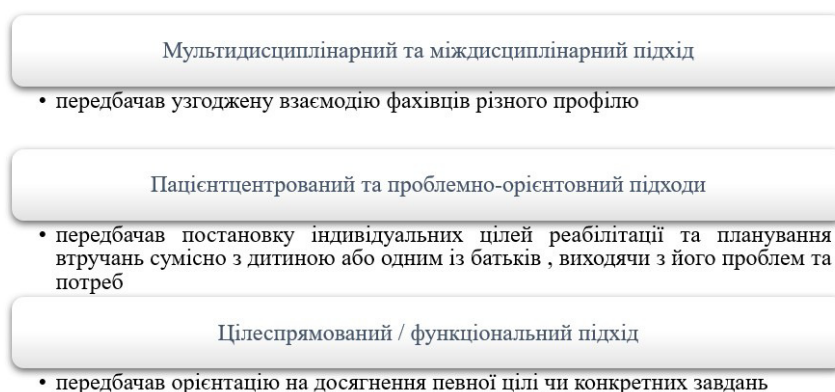 Мультидисциплінарний та міждисциплінарний підхід
• передбачав узгоджену взаємодію фахівців різного профілю
Пацієнтцентрований та проблемно-орієнтовний підходи
• передбачав постановку індивідуальних цілей реабілітації та планування
втручань сумісно з дитиною або одним із батьків , виходячи з його проблем та
потреб
Цілеспрямований / функціональний підхід
• передбачав орієнтацію на досягнення певної цілі чи конкретних завдань